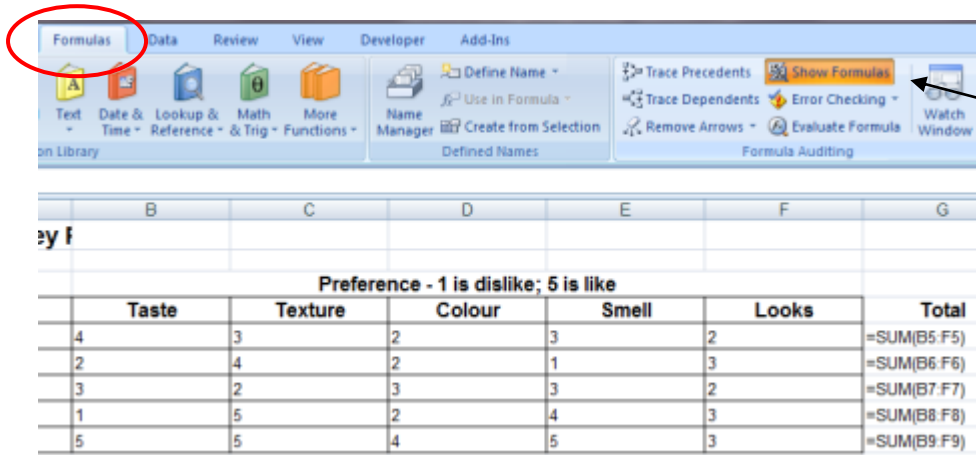 Formulas Data Review View Developer Add-Ins
Define Name Trace Precedents Show Formulas
Use in Formula Trace Dependents Error Checking
Text Date & Time Lookup & Reference Math & Trig More Functions Name Manager Create from Selection Remove Arrows Evaluate Formula Watch Window
on Library Defined Names Formula Auditing
B C D E F G
ey
Preference - 1 is dislike; 5 is like
Taste Texture Colour Smell Looks Total
4 3 2 3 2 =SUM(B5:F5)
2 4 2 1 3 =SUM(B6:F6)
3 2 3 3 2 =SUM(B7:F7)
1 5 2 4 3 =SUM(B8:F8)
5 5 4 5 3 =SUM(B9:F9)